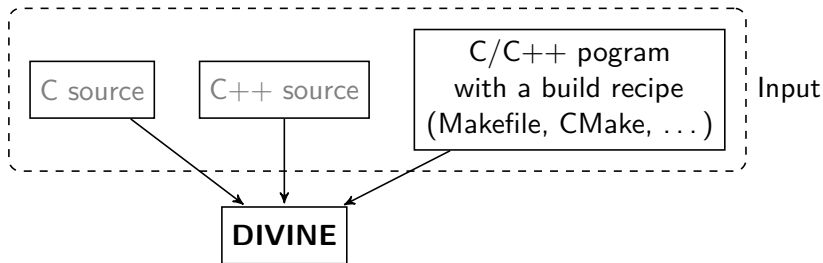 C source
C++ source
C/C++ pogram
with a build recipe
(Makefile, CMake, . . . )
Input
DIVINE